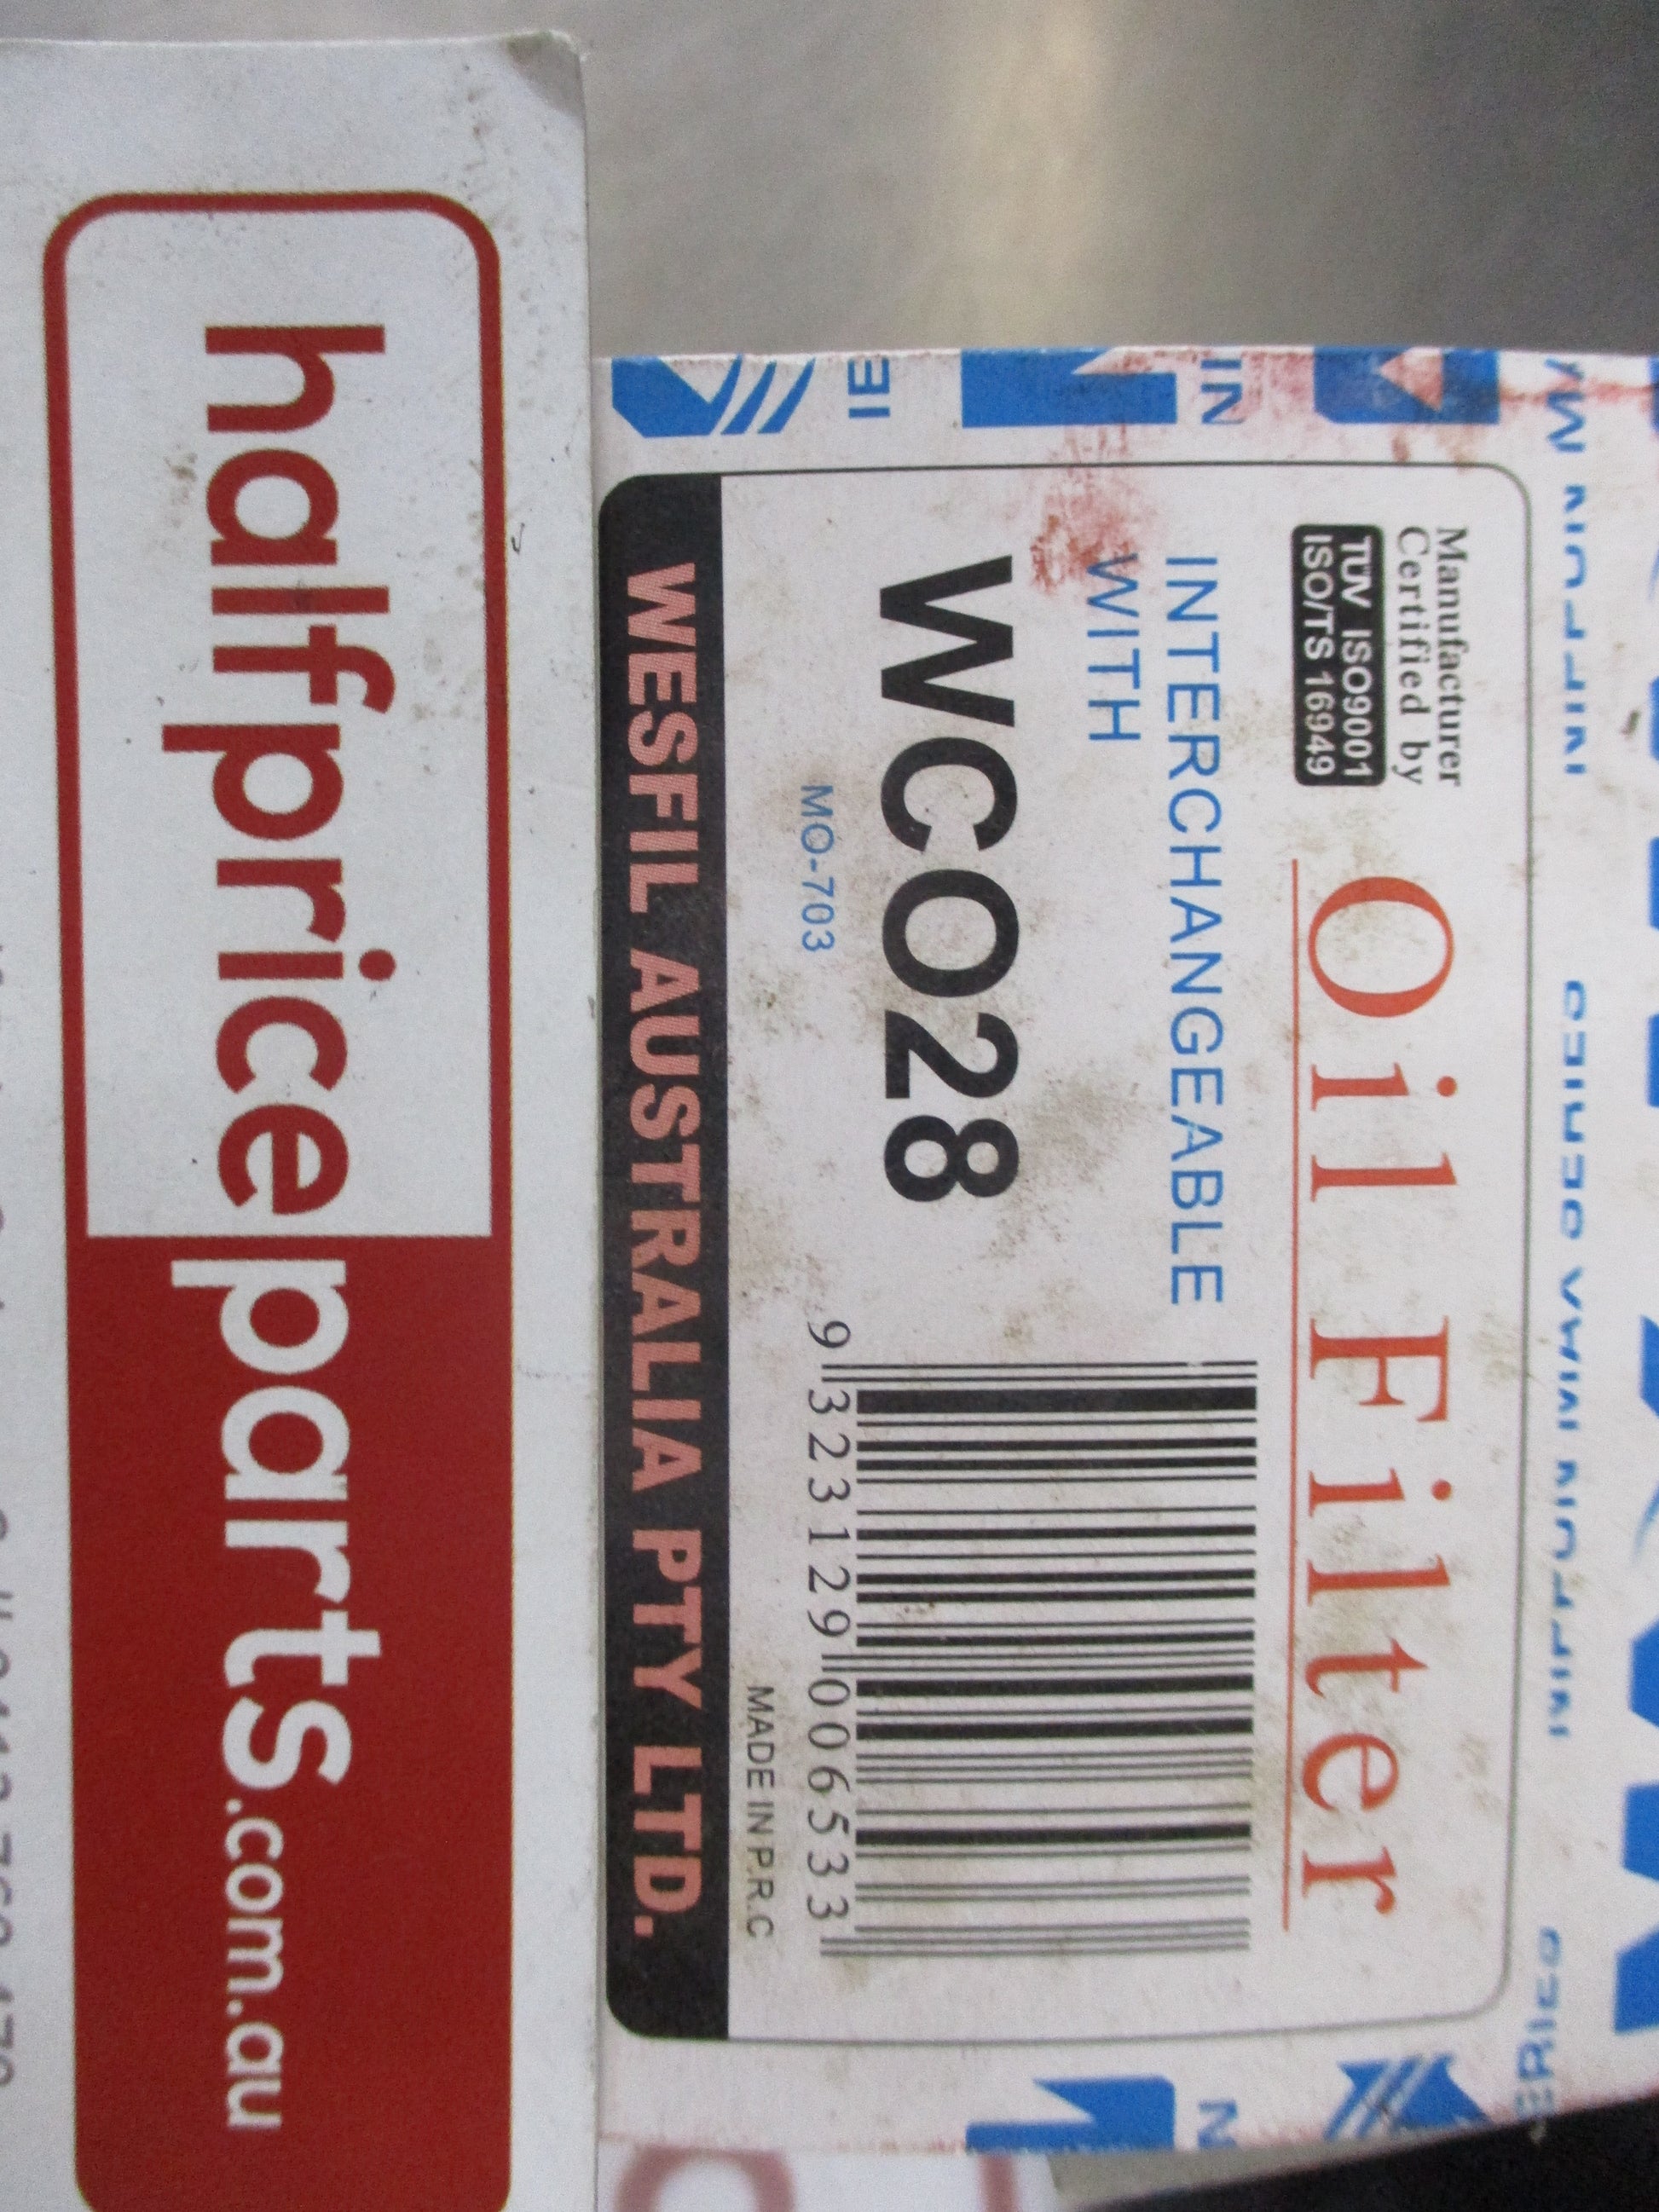 Manufacturer
Certified by
TÜV ISO9001
ISO/TS 16949
Oil Filter
INTERCHANGEABLE
WITH
WCO28
MO-703
9 323129 006533
MADE IN P.R.C
WESFIL AUSTRALIA PTY LTD.
halfpriceparts.com.au